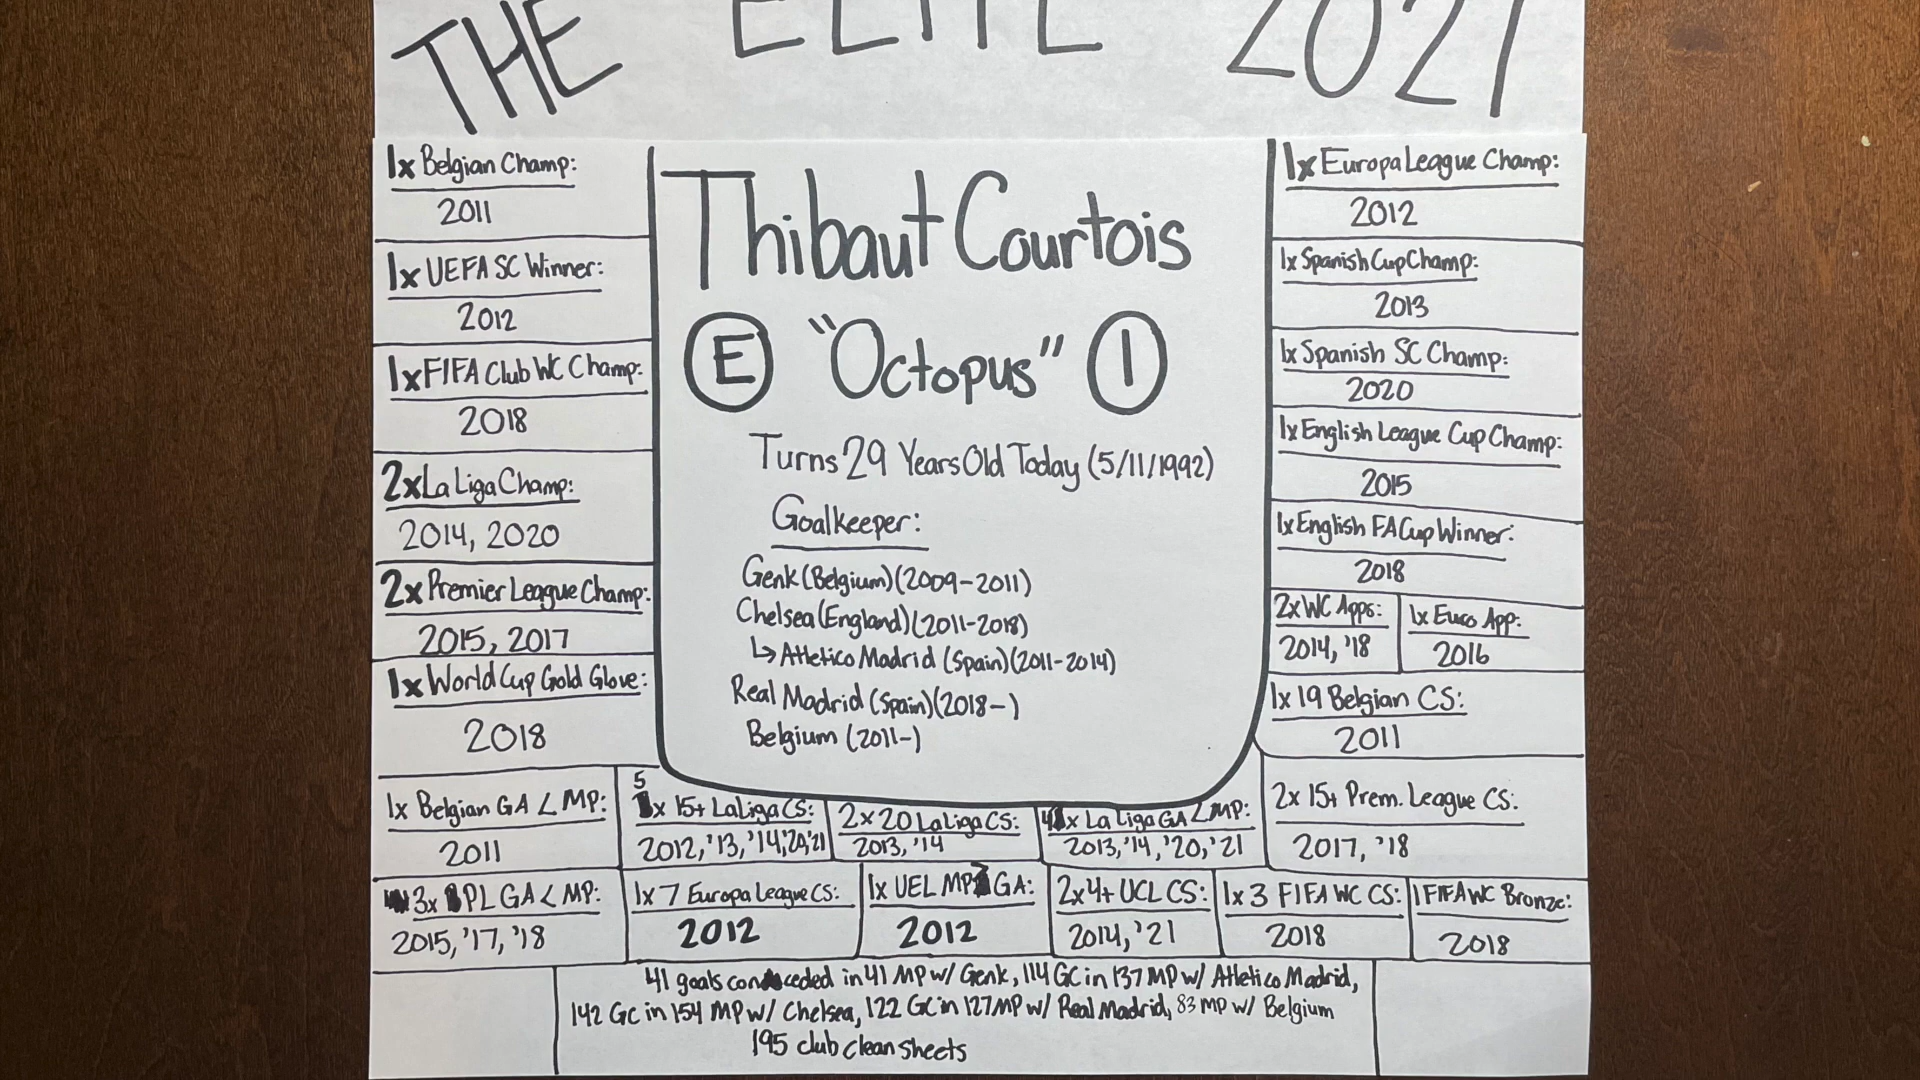 THE ELITE 2021
1x Belgian Champ:
2011
1x UEFA SC Winner:
2012
1x FIFA Club WC Champ:
2018
2x La Liga Champ:
2014, 2020
2x Premier League Champ:
2015, 2017
1x World Cup Gold Glove:
2018
Thibaut Courtois
E "Octopus" 1
Turns 29 Years Old Today (5/11/1992)
Goalkeeper:
Genk (Belgium) (2009-2011)
Chelsea (England) (2011-2018)
↳ Atletico Madrid (Spain) (2011-2014)
Real Madrid (Spain) (2018-)
Belgium (2011-)
1x Europa League Champ:
2012
1x Spanish Cup Champ:
2013
1x Spanish SC Champ:
2020
1x English League Cup Champ:
2015
1x English FA Cup Winner:
2018
2x WC Apps:
2014, '18
1x Euro App:
2016
1x 19 Belgian CS:
2011
1x Belgian GA < MP:
2011
5x 15+ La Liga CS:
2012, '13, '14, '20, '21
2x 20 La Liga CS:
2013, '14
4x La Liga GA < MP:
2013, '14, '20, '21
2x 15+ Prem. League CS:
2017, '18
3x PL GA < MP:
2015, '17, '18
1x 7 Europa League CS:
2012
1x UEL MP GA:
2012
2x 4+ UCL CS:
2014, '21
1x 3 FIFA WC CS:
2018
1 FIFA WC Bronze:
2018
41 goals conceded in 41 MP w/ Genk, 114 GC in 137 MP w/ Atletico Madrid,
142 GC in 154 MP w/ Chelsea, 122 GC in 127 MP w/ Real Madrid, 83 MP w/ Belgium
195 club clean sheets